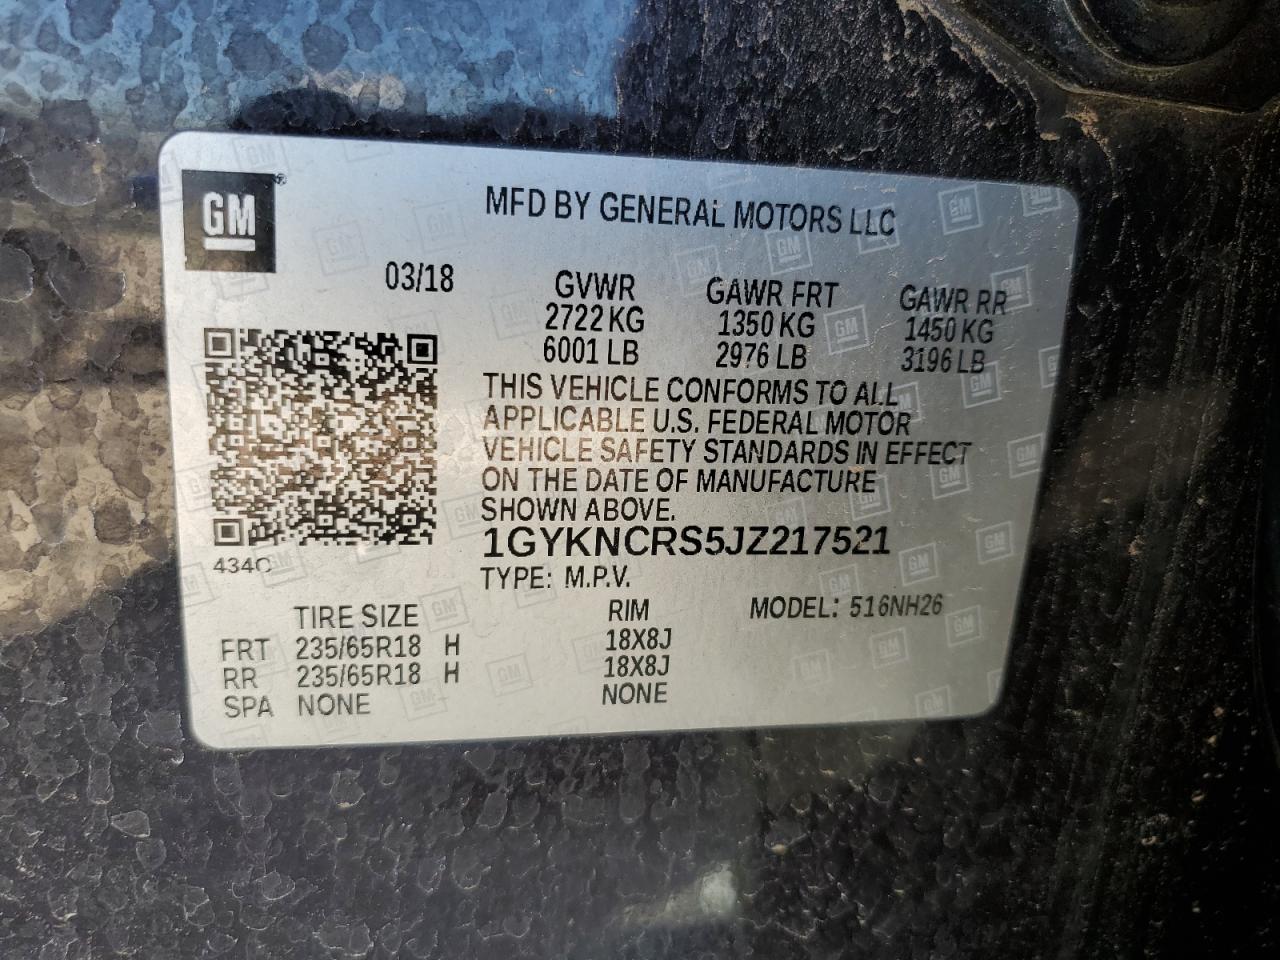 GM
MFD BY GENERAL MOTORS LLC
03/18 GVWR GAWR FRT GAWR RR
2722 KG 1350 KG 1450 KG
6001 LB 2976 LB 3196 LB
THIS VEHICLE CONFORMS TO ALL
APPLICABLE U.S. FEDERAL MOTOR
VEHICLE SAFETY STANDARDS IN EFFECT
ON THE DATE OF MANUFACTURE
SHOWN ABOVE.
1GYKNCRS5JZ217521
434C
TYPE: M.P.V. MODEL: 516NH26
TIRE SIZE RIM
FRT 235/65R18 H 18X8J
RR 235/65R18 H 18X8J
SPA NONE NONE